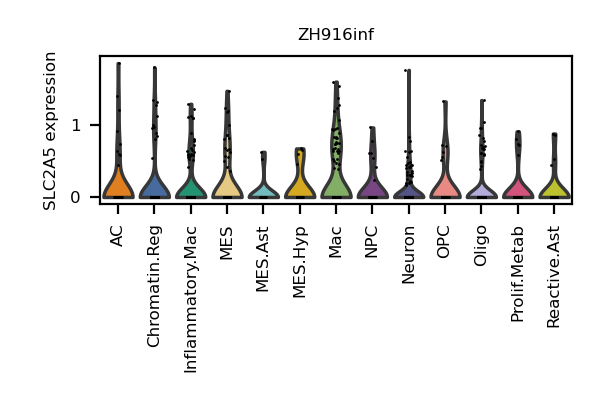 ZH916inf
SLC2A5 expression
1
0
AC
Chromatin.Reg
Inflammatory.Mac
MES
MES.Ast
MES.Hyp
Mac
NPC
Neuron
OPC
Oligo
Prolif.Metab
Reactive.Ast